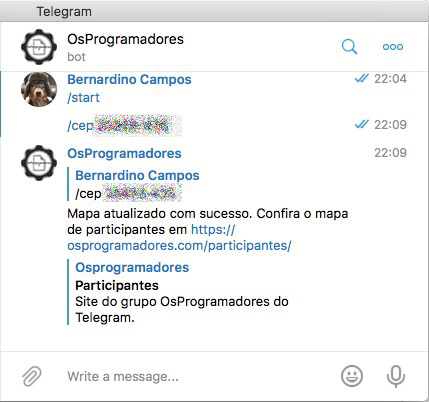 Telegram
OsProgramadores
bot
Bernardino Campos 22:04
/start
/cep 22:09
OsProgramadores 22:09
Bernardino Campos
/cep
Mapa atualizado com sucesso. Confira o mapa
de participantes em https://
osprogramadores.com/participantes/
Osprogramadores
Participantes
Site do grupo OsProgramadores do
Telegram.
Write a message...